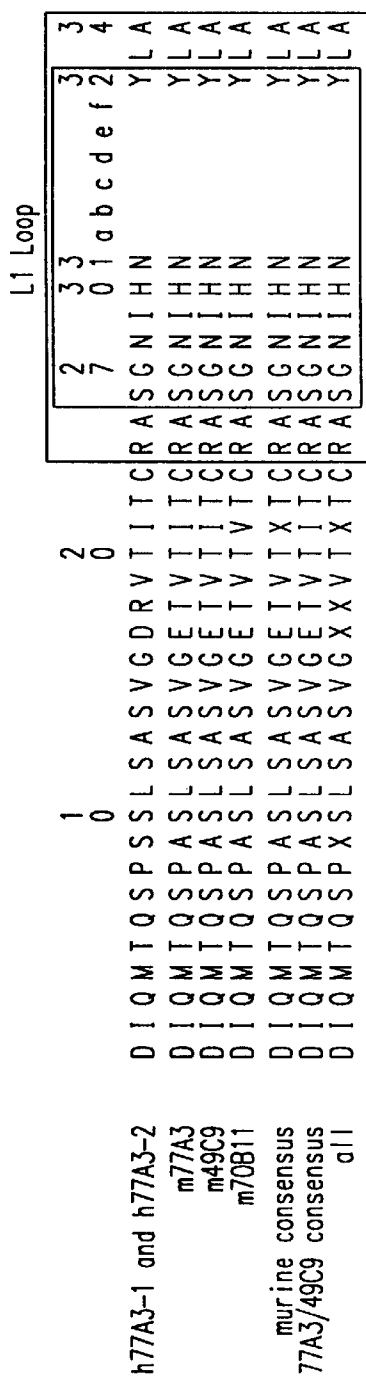 L1 Loop
1 2 2 3 3 3 3
0 0 7 0 1 a b c d e f 2 4
h77A3-1 and h77A3-2 D I Q M T Q S P S S L S A S V G D R V T I T C R A S G N I H N Y L A
m77A3 D I Q M T Q S P A S L S A S V G E T V T I T C R A S G N I H N Y L A
m49C9 D I Q M T Q S P A S L S A S V G E T V T I T C R A S G N I H N Y L A
m70B11 D I Q M T Q S P A S L S A S V G E T V T V T C R A S G N I H N Y L A
murine consensus D I Q M T Q S P A S L S A S V G E T V T X T C R A S G N I H N Y L A
77A3/49C9 consensus D I Q M T Q S P A S L S A S V G E T V T I T C R A S G N I H N Y L A
all D I Q M T Q S P X S L S A S V G X X V T X T C R A S G N I H N Y L A